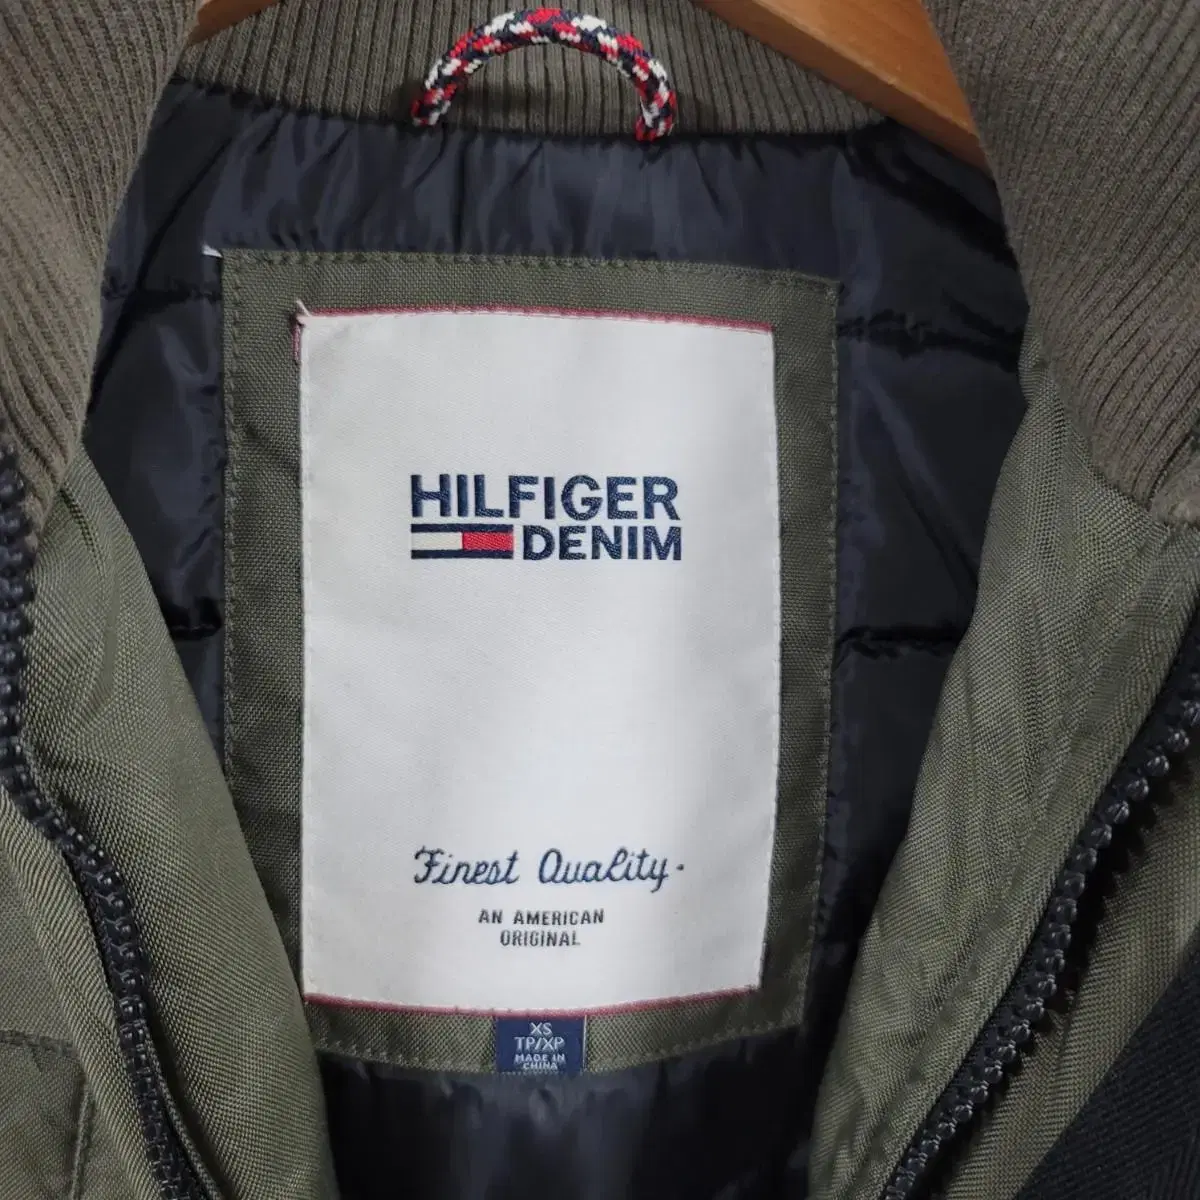 HILFIGER
DENIM
Finest Quality.
AN AMERICAN
ORIGINAL
XS
TP/XP
MADE IN
CHINA